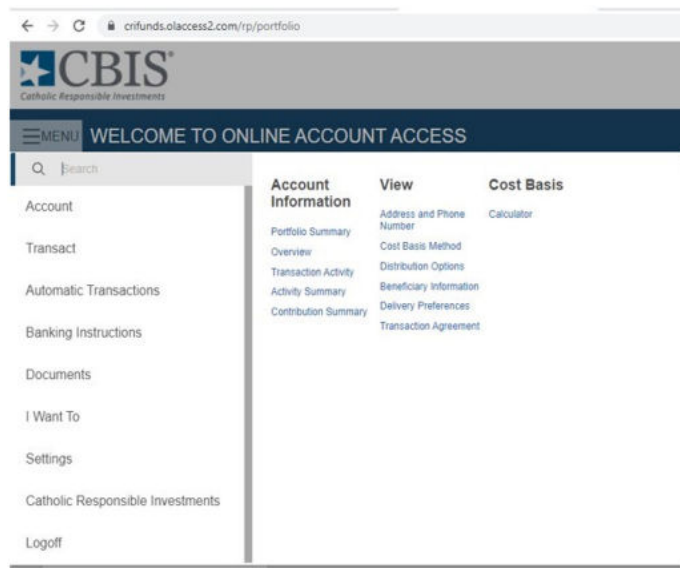 crifunds.olaccess2.com/rp/portfolio
CBIS
Catholic Responsible Investments
MENU WELCOME TO ONLINE ACCOUNT ACCESS
Search
Account
Transact
Automatic Transactions
Banking Instructions
Documents
I Want To
Settings
Catholic Responsible Investments
Logoff
Account
Information
Portfolio Summary
Overview
Transaction Activity
Activity Summary
Contribution Summary
View
Address and Phone
Number
Cost Basis Method
Distribution Options
Beneficiary Information
Delivery Preferences
Transaction Agreement
Cost Basis
Calculator